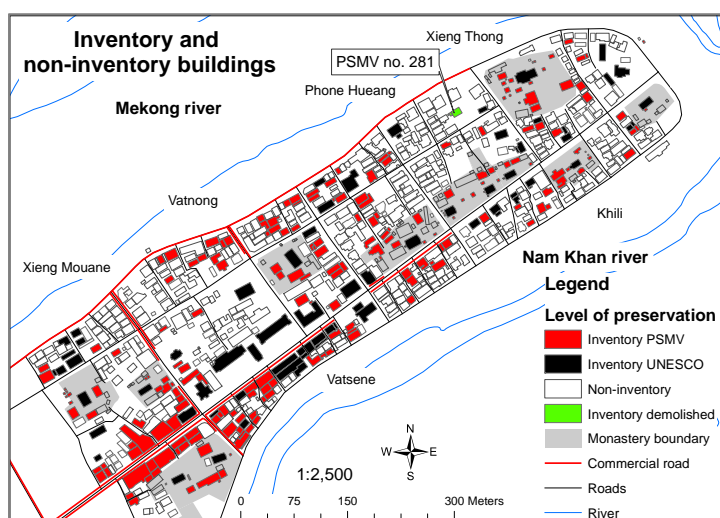 Inventory and
non-inventory buildings
Xieng Thong
PSMV no. 281
Phone Hueang
Mekong river
Vatnong
Khili
Xieng Mouane
Nam Khan river
Vatsene
Legend
Level of preservation
Inventory PSMV
Inventory UNESCO
Non-inventory
Inventory demolished
Monastery boundary
Commercial road
Roads
River
N
W E
S
1:2,500
0 75 150 300 Meters